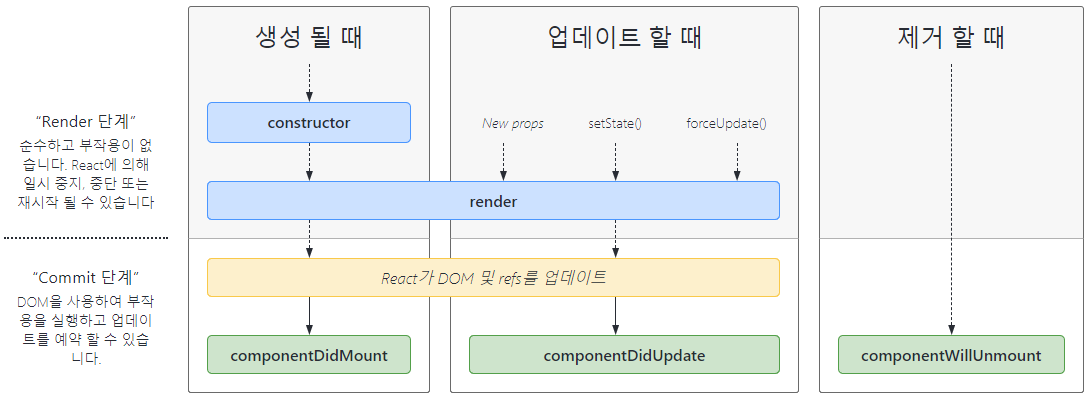 생성 될 때
업데이트 할 때
제거 할 때
“Render 단계”
순수하고 부작용이 없
습니다. React에 의해
일시 중지, 중단 또는
재시작 될 수 있습니다
constructor
New props
setState()
forceUpdate()
render
“Commit 단계”
DOM을 사용하여 부작
용을 실행하고 업데이
트를 예약 할 수 있습
니다.
React가 DOM 및 refs를 업데이트
componentDidMount
componentDidUpdate
componentWillUnmount